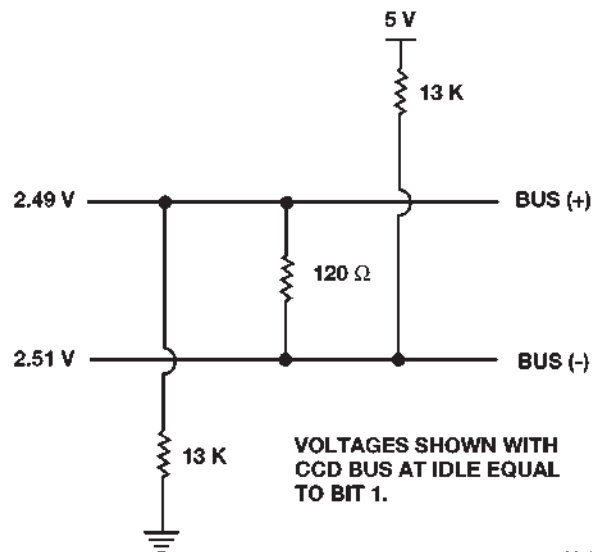 5 V
13 K
2.49 V
BUS (+)
120 Ω
2.51 V
BUS (-)
13 K
VOLTAGES SHOWN WITH
CCD BUS AT IDLE EQUAL
TO BIT 1.